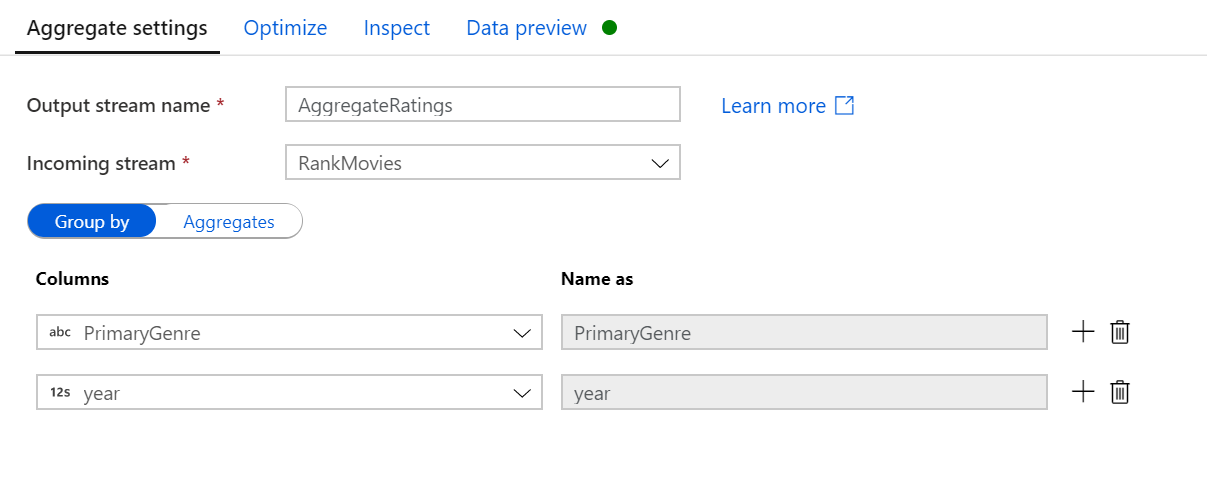 Aggregate settings Optimize Inspect Data preview
Output stream name * AggregateRatings Learn more
Incoming stream * RankMovies
Group by Aggregates
Columns Name as
abc PrimaryGenre PrimaryGenre
12s year year